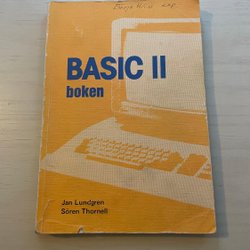 BASIC II
boken
Jan Lundgren
Sören Thornell